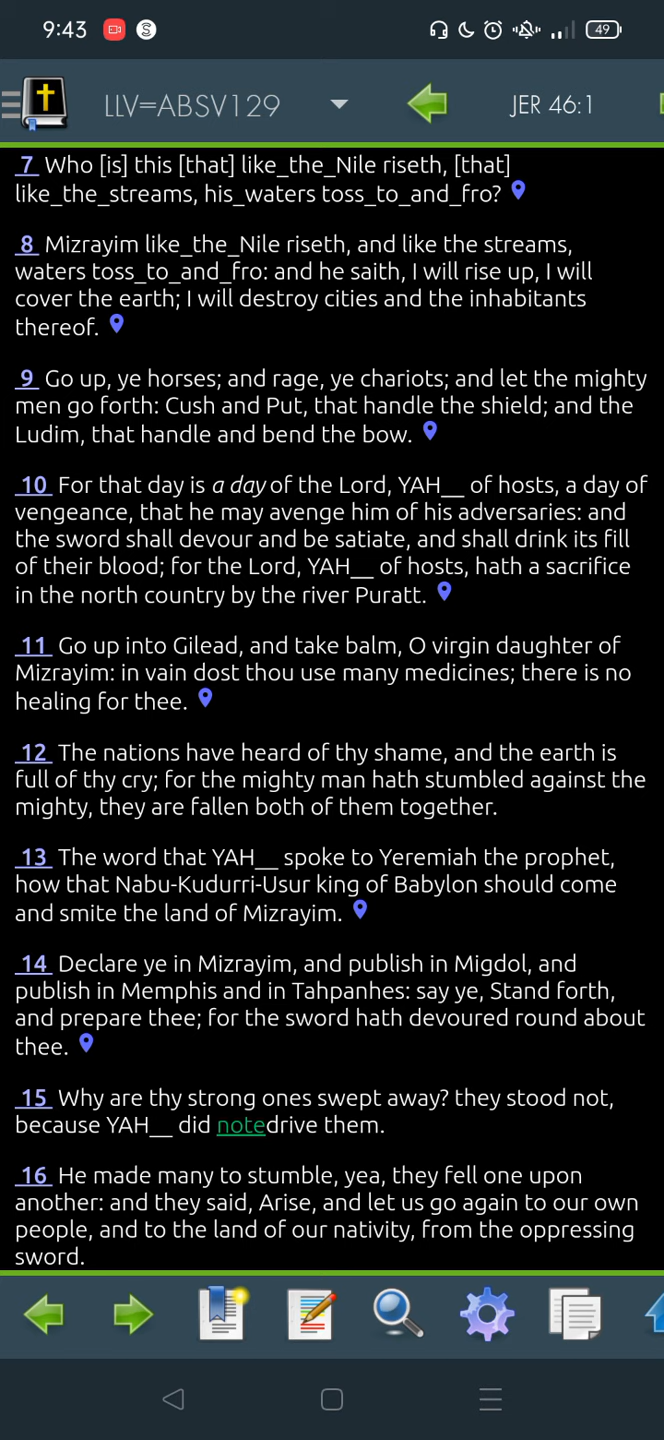 9:43
49
LLV=ABSV129
JER 46:1
7 Who [is] this [that] like_the_Nile riseth, [that]
like_the_streams, his_waters toss_to_and_fro?
8 Mizrayim like_the_Nile riseth, and like the streams,
waters toss_to_and_fro: and he saith, I will rise up, I will
cover the earth; I will destroy cities and the inhabitants
thereof.
9 Go up, ye horses; and rage, ye chariots; and let the mighty
men go forth: Cush and Put, that handle the shield; and the
Ludim, that handle and bend the bow.
10 For that day is a day of the Lord, YAH__ of hosts, a day of
vengeance, that he may avenge him of his adversaries: and
the sword shall devour and be satiate, and shall drink its fill
of their blood; for the Lord, YAH__ of hosts, hath a sacrifice
in the north country by the river Puratt.
11 Go up into Gilead, and take balm, O virgin daughter of
Mizrayim: in vain dost thou use many medicines; there is no
healing for thee.
12 The nations have heard of thy shame, and the earth is
full of thy cry; for the mighty man hath stumbled against the
mighty, they are fallen both of them together.
13 The word that YAH__ spoke to Yeremiah the prophet,
how that Nabu-Kudurri-Usur king of Babylon should come
and smite the land of Mizrayim.
14 Declare ye in Mizrayim, and publish in Migdol, and
publish in Memphis and in Tahpanhes: say ye, Stand forth,
and prepare thee; for the sword hath devoured round about
thee.
15 Why are thy strong ones swept away? they stood not,
because YAH__ did notedrive them.
16 He made many to stumble, yea, they fell one upon
another: and they said, Arise, and let us go again to our own
people, and to the land of our nativity, from the oppressing
sword.